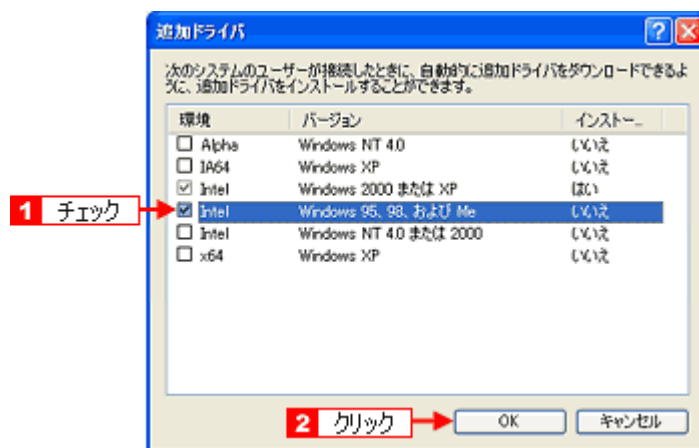 追加ドライバ
次のシステムのユーザーが接続したときに、自動的に追加ドライバをダウンロードできるよ
うに、追加ドライバをインストールすることができます。
環境 バージョン インストー...
Alpha Windows NT 4.0 いいえ
IA64 Windows XP いいえ
Intel Windows 2000 または XP はい
1 チェック
Intel Windows 95、98、および Me いいえ
Intel Windows NT 4.0 または 2000 いいえ
x64 Windows XP いいえ
2 クリック
OK キャンセル